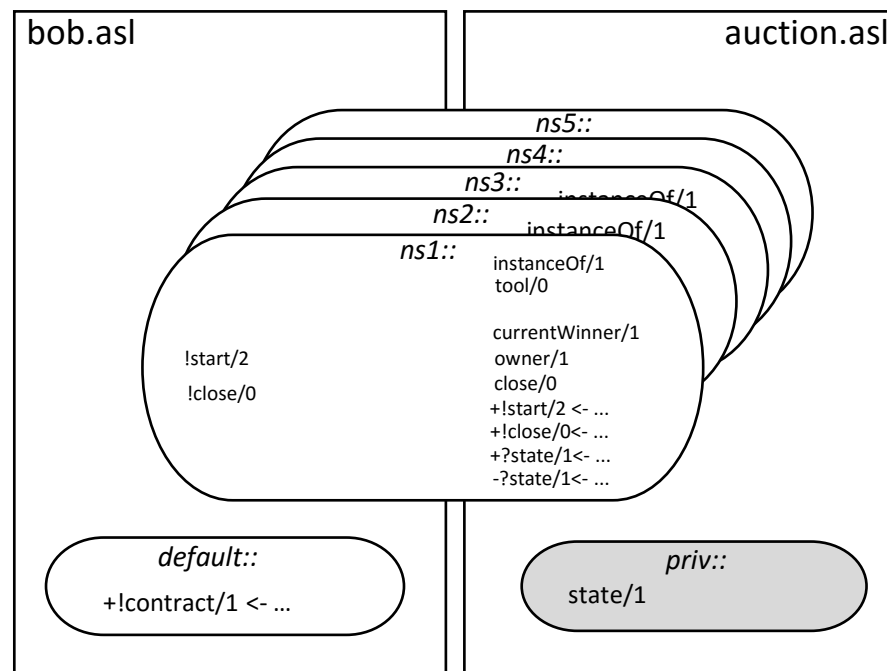 bob.asl
auction.asl
ns5::
ns4::
ns3::
instanceOf/1
ns2::
instanceOf/1
ns1::
instanceOf/1
tool/0
currentWinner/1
!start/2
owner/1
close/0
!close/0
+!start/2 <- ...
+!close/0<- ...
+?state/1<- ...
-?state/1<- ...
default::
+!contract/1 <- ...
priv::
state/1